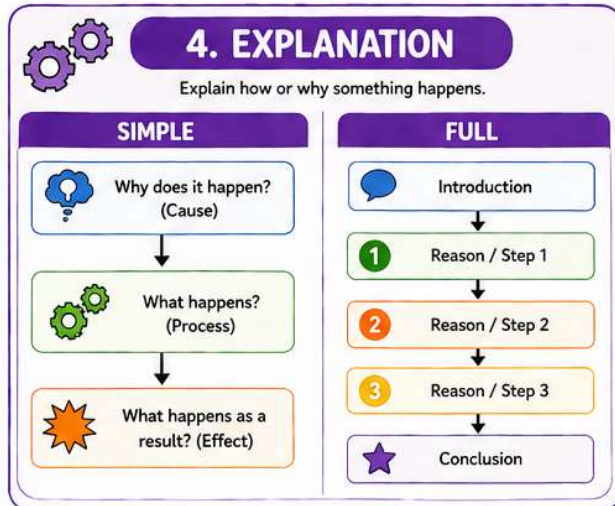 4. EXPLANATION
Explain how or why something happens.
SIMPLE
Why does it happen?
(Cause)
What happens?
(Process)
What happens as a
result? (Effect)
FULL
Introduction
1 Reason / Step 1
2 Reason / Step 2
3 Reason / Step 3
Conclusion